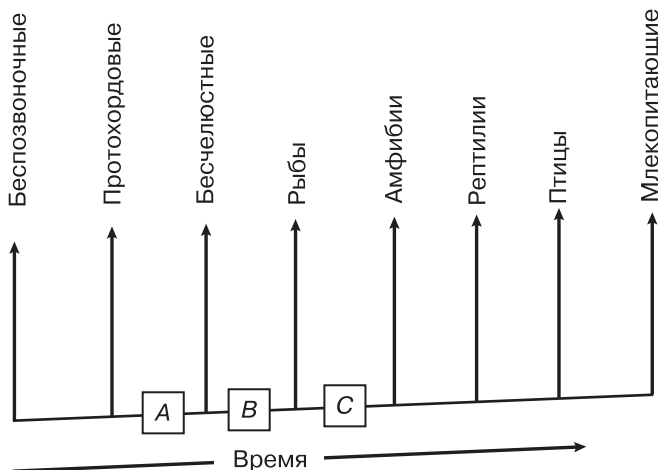 Беспозвоночные
Протохордовые
Бесчелюстные
Рыбы
Амфибии
Рептилии
Птицы
Млекопитающие
A
B
C
Время